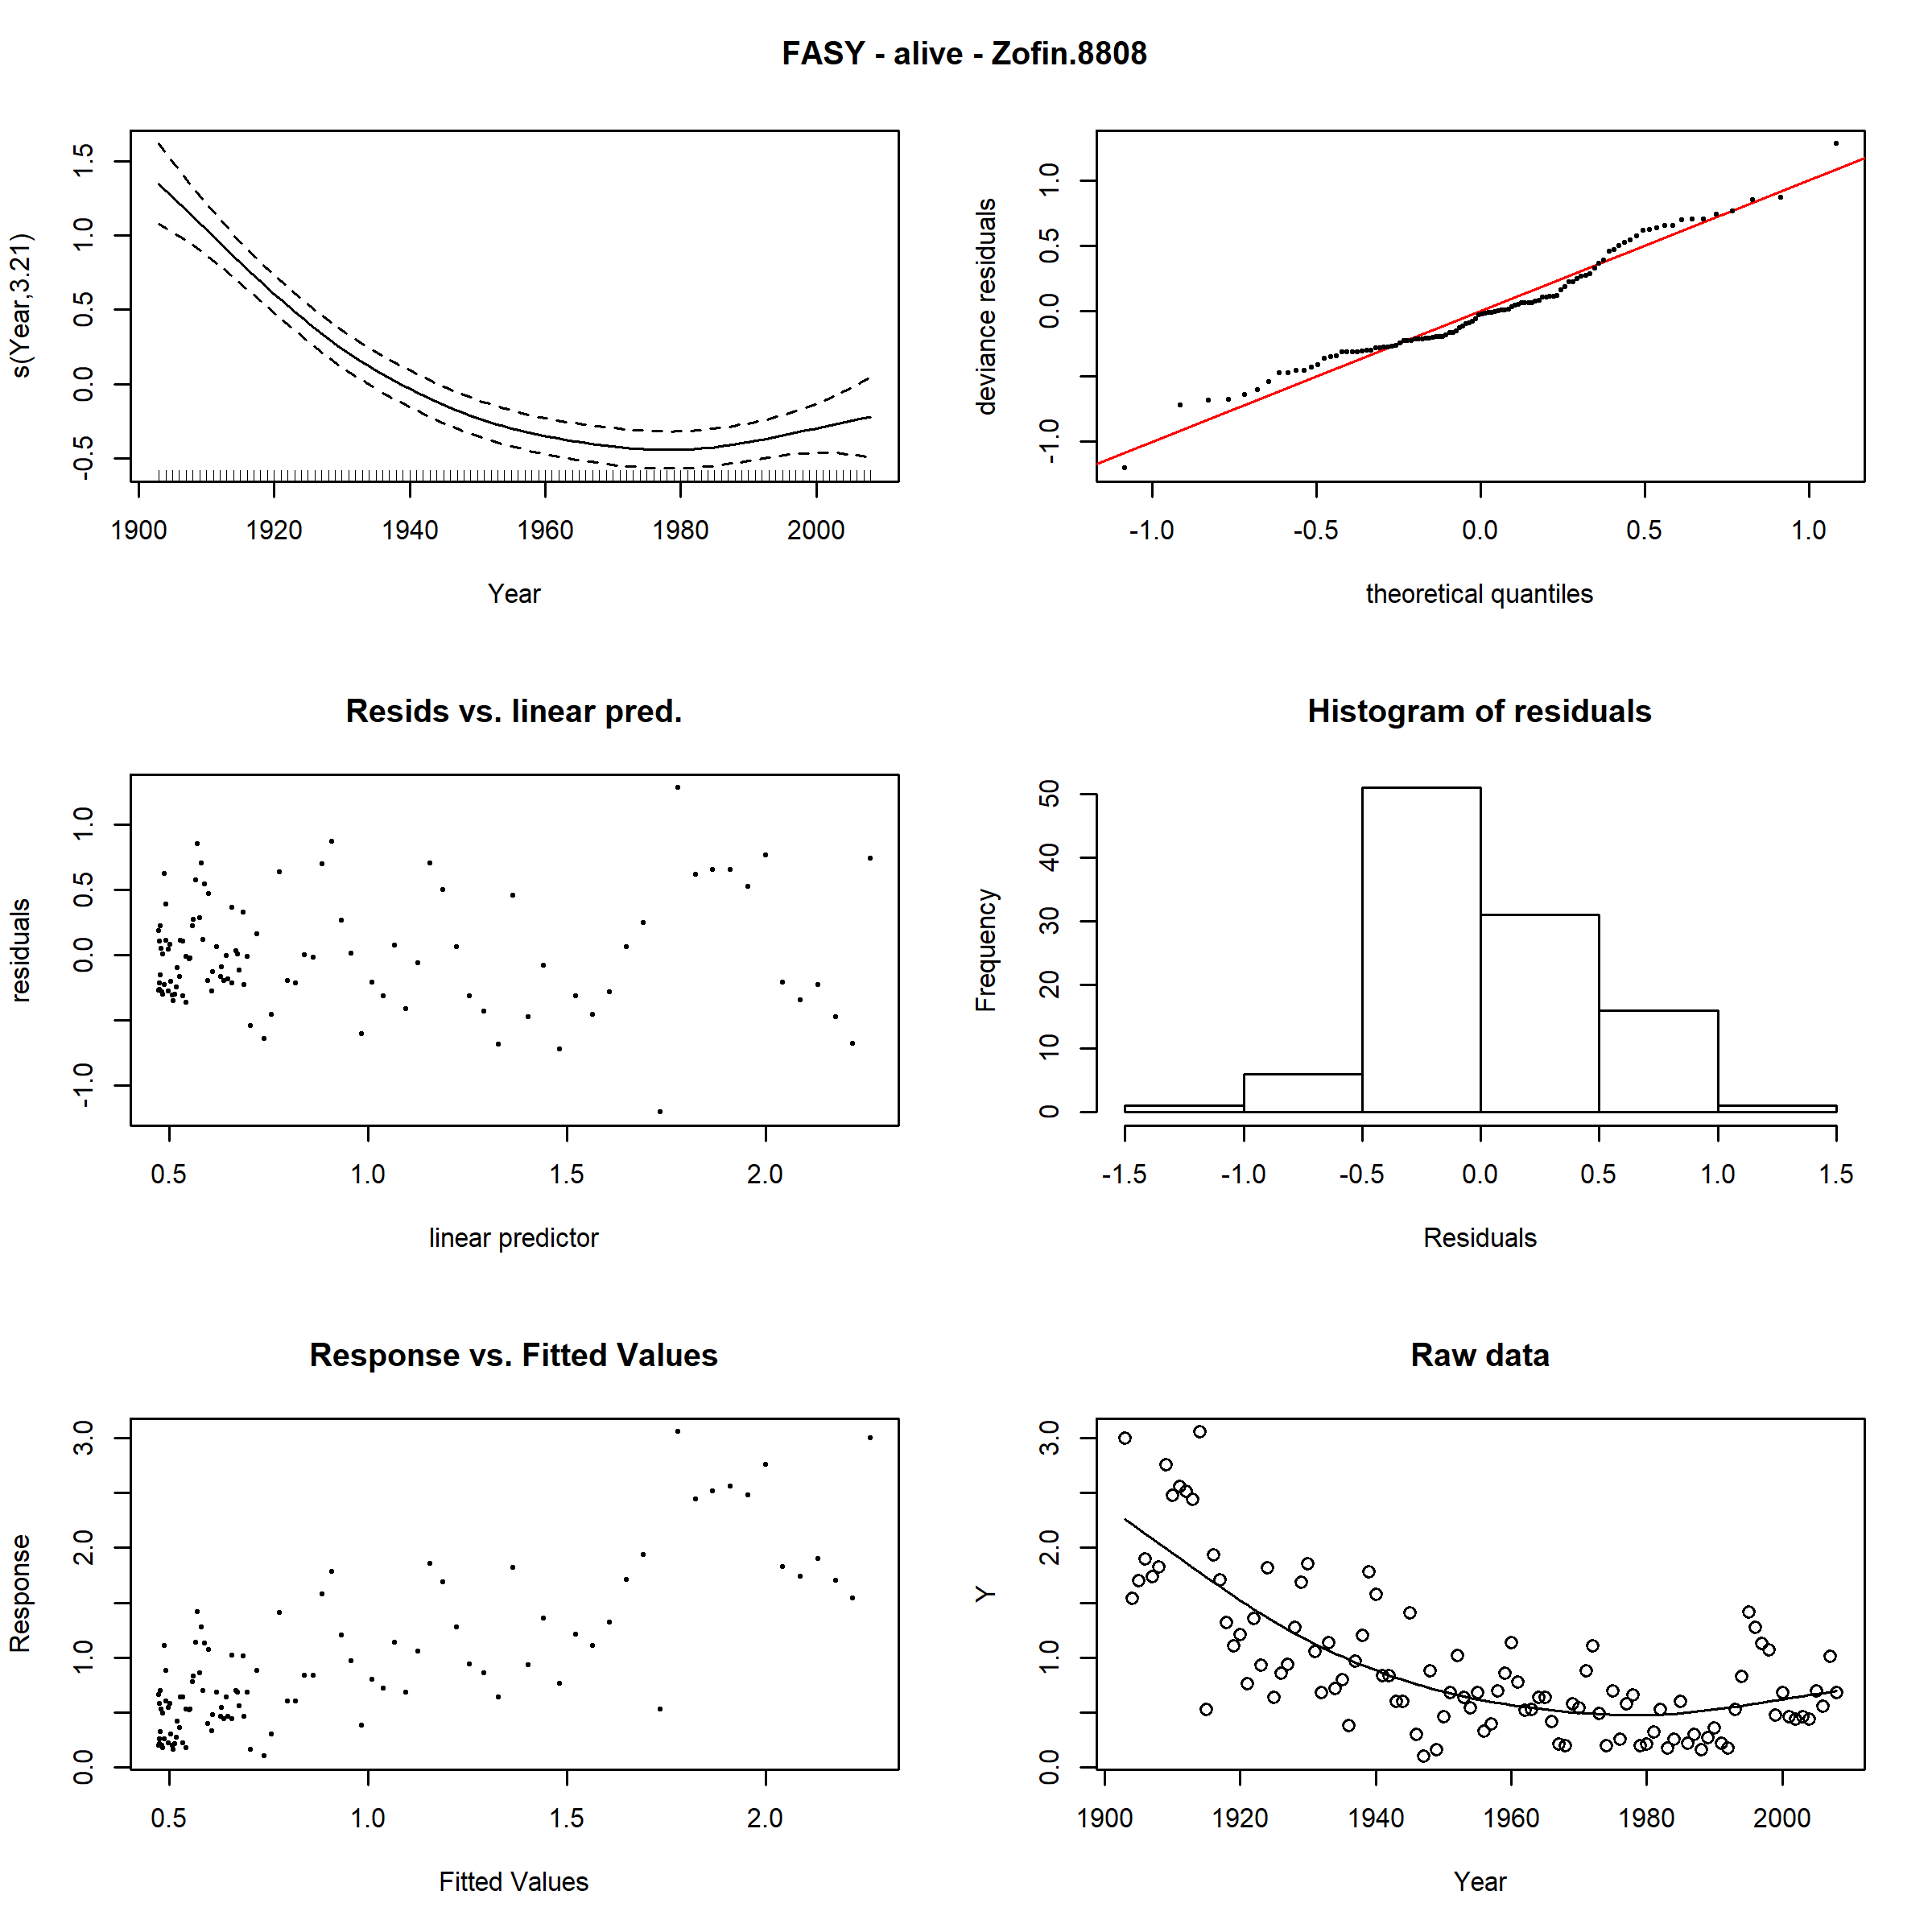 FASY - alive - Zofin.8808
s(Year,3.21)
-0.5 0.0 0.5 1.0 1.5
1900 1920 1940 1960 1980 2000
Year
deviance residuals
-1.0 0.0 0.5 1.0
-1.0 -0.5 0.0 0.5 1.0
theoretical quantiles
Resids vs. linear pred.
residuals
-1.0 0.0 0.5 1.0
0.5 1.0 1.5 2.0
linear predictor
Histogram of residuals
Frequency
0 10 20 30 40 50
-1.5 -1.0 -0.5 0.0 0.5 1.0 1.5
Residuals
Response vs. Fitted Values
Response
0.0 1.0 2.0 3.0
0.5 1.0 1.5 2.0
Fitted Values
Raw data
Y
0.0 1.0 2.0 3.0
1900 1920 1940 1960 1980 2000
Year